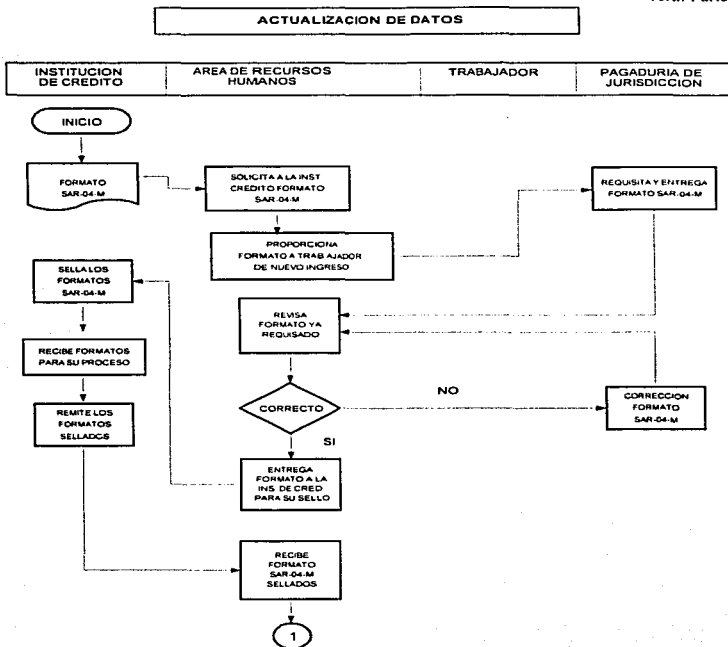 ACTUALIZACION DE DATOS
INSTITUCION
DE CREDITO
AREA DE RECURSOS
HUMANOS
TRABAJADOR
PAGADURIA DE
JURISDICCION
INICIO
FORMATO
SAR-04-M
SOLICITA A LA INST
CREDITO FORMATO
SAR-04-M
REQUISITA Y ENTREGA
FORMATO SAR-04-M
PROPORCIONA
FORMATO A TRABAJADOR
DE NUEVO INGRESO
SELLA LOS
FORMATOS
SAR-04-M
REVISA
FORMATO YA
REQUISADO
RECIBE FORMATOS
PARA SU PROCESO
CORRECTO
NO
CORRECCION
FORMATO
SAR-04-M
REMITE LOS
FORMATOS
SELLADOS
SI
ENTREGA
FORMATO A LA
INS. DE CRED
PARA SU SELLO
RECIBE
FORMATO
SAR-04-M
SELLADOS
1